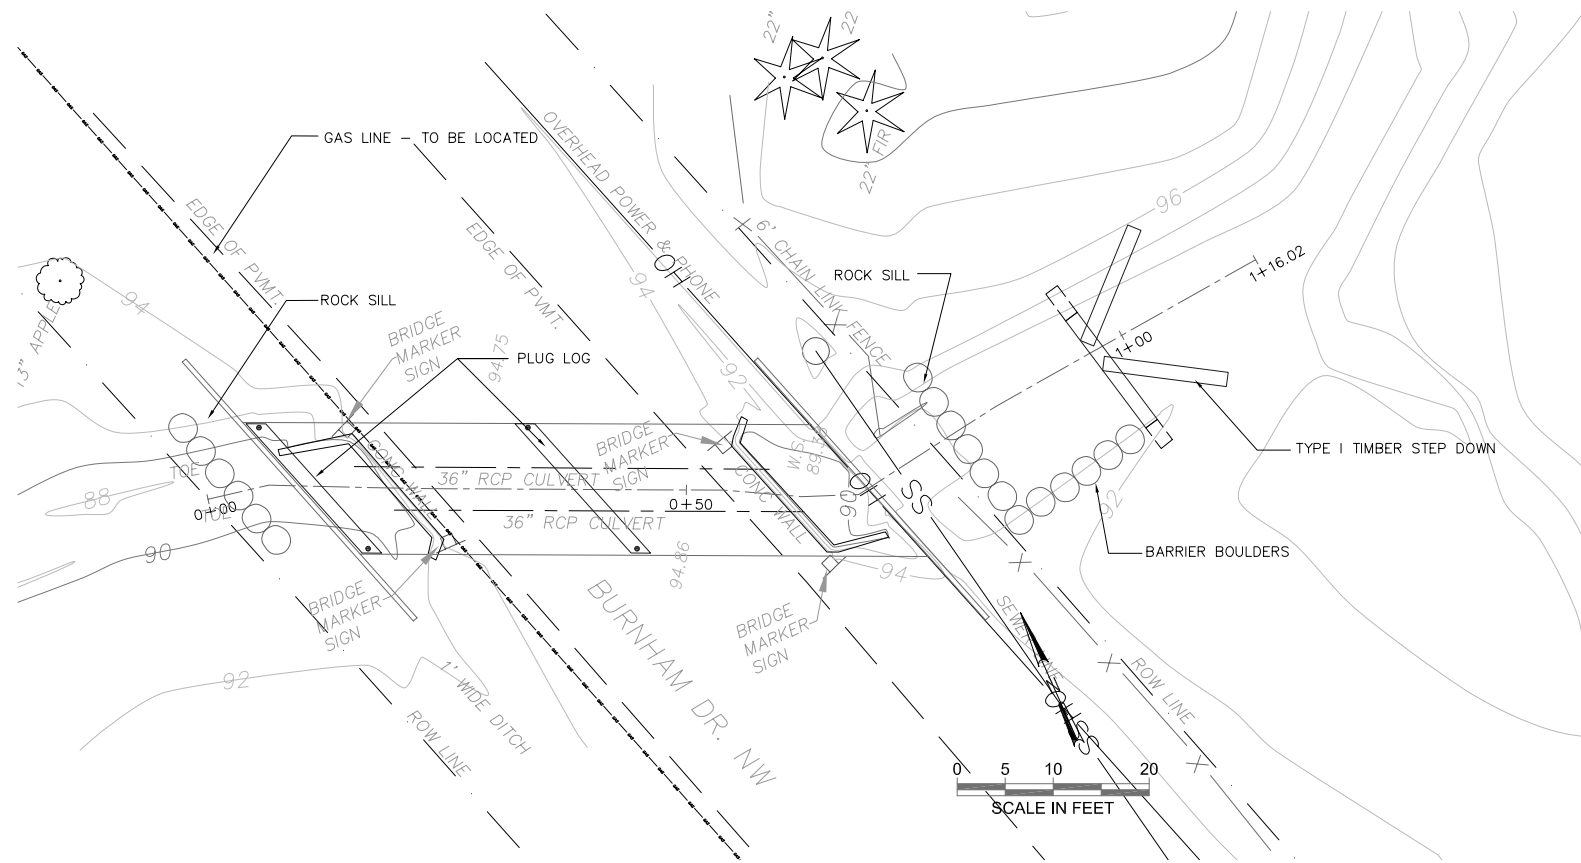 22"
22
22" FIR
GAS LINE - TO BE LOCATED
OVERHEAD POWER & PHONE
EDGE OF PVMT.
EDGE OF PVMT.
6' CHAIN LINK FENCE
96
ROCK SILL
1+16.02
94
94
13" APPLE
ROCK SILL
BRIDGE
MARKER
SIGN
94.75
PLUG LOG
92
1+00
OH
TYPE I TIMBER STEP DOWN
BRIDGE
MARKER
SIGN
W.S.
CONC WALL
CONC WALL
TOE
TOE
88
36" RCP CULVERT
36" RCP CULVERT
0+00
0+50
90
OH
SS
92
90
BARRIER BOULDERS
94.86
94
BRIDGE
MARKER
SIGN
BRIDGE
MARKER
SIGN
BURNHAM DR. NW
SEWER LINE
92
1' WIDE DITCH
ROW LINE
ROW LINE
OH
SS
0 5 10 20
SCALE IN FEET